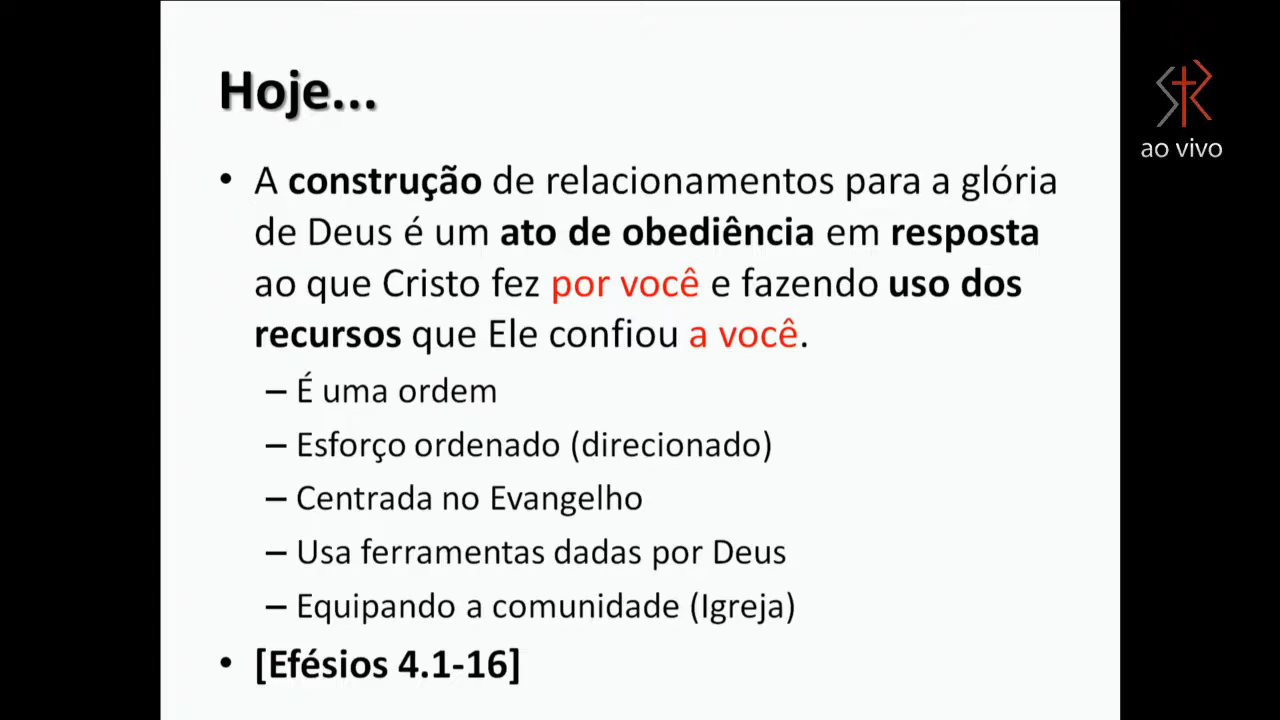 Hoje...
• A construção de relacionamentos para a glória
de Deus é um ato de obediência em resposta
ao que Cristo fez por você e fazendo uso dos
recursos que Ele confiou a você.
– É uma ordem
– Esforço ordenado (direcionado)
– Centrada no Evangelho
– Usa ferramentas dadas por Deus
– Equipando a comunidade (Igreja)
• [Efésios 4.1-16]
SR
ao vivo